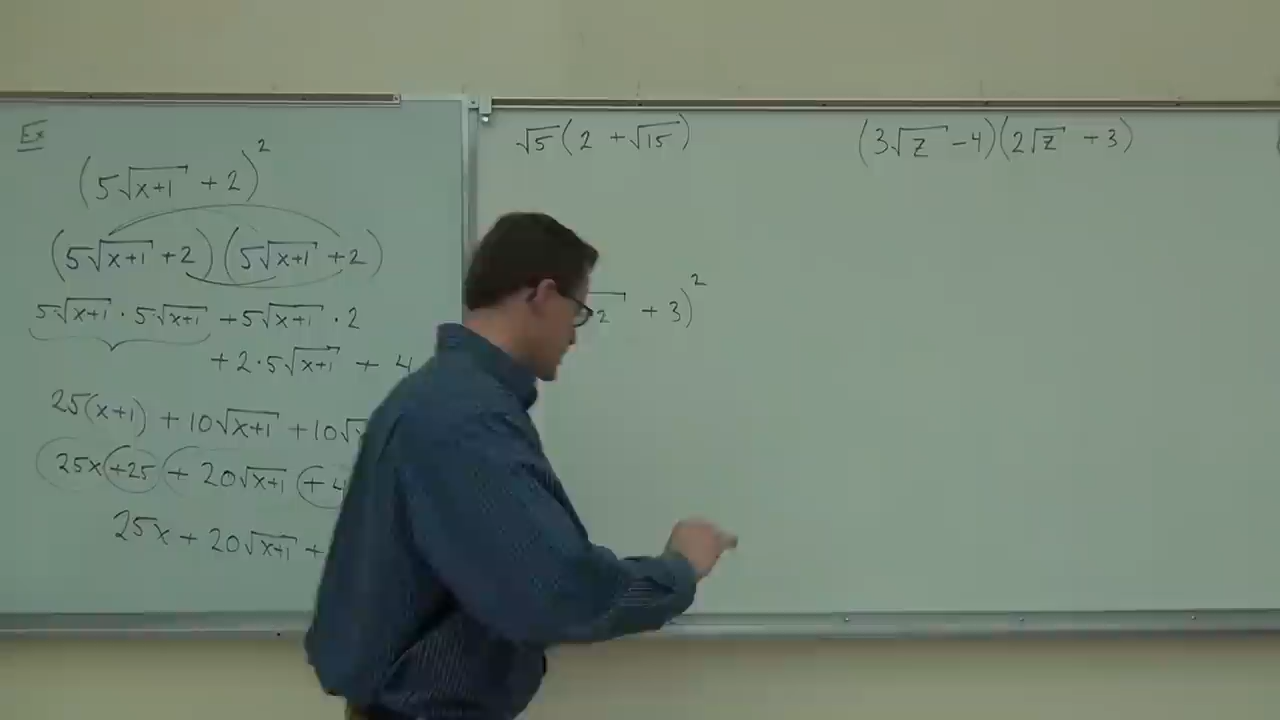 Ex
(5√(x+1) + 2)²
(5√(x+1) + 2)(5√(x+1) + 2)
5√(x+1) · 5√(x+1) + 5√(x+1) · 2
+ 2·5√(x+1) + 4
25(x+1) + 10√(x+1) + 10√
25x + 25 + 20√(x+1) + 4
25x + 20√(x+1) +
√5(2 + √15)
2 + 3)²
(3√z - 4)(2√z + 3)